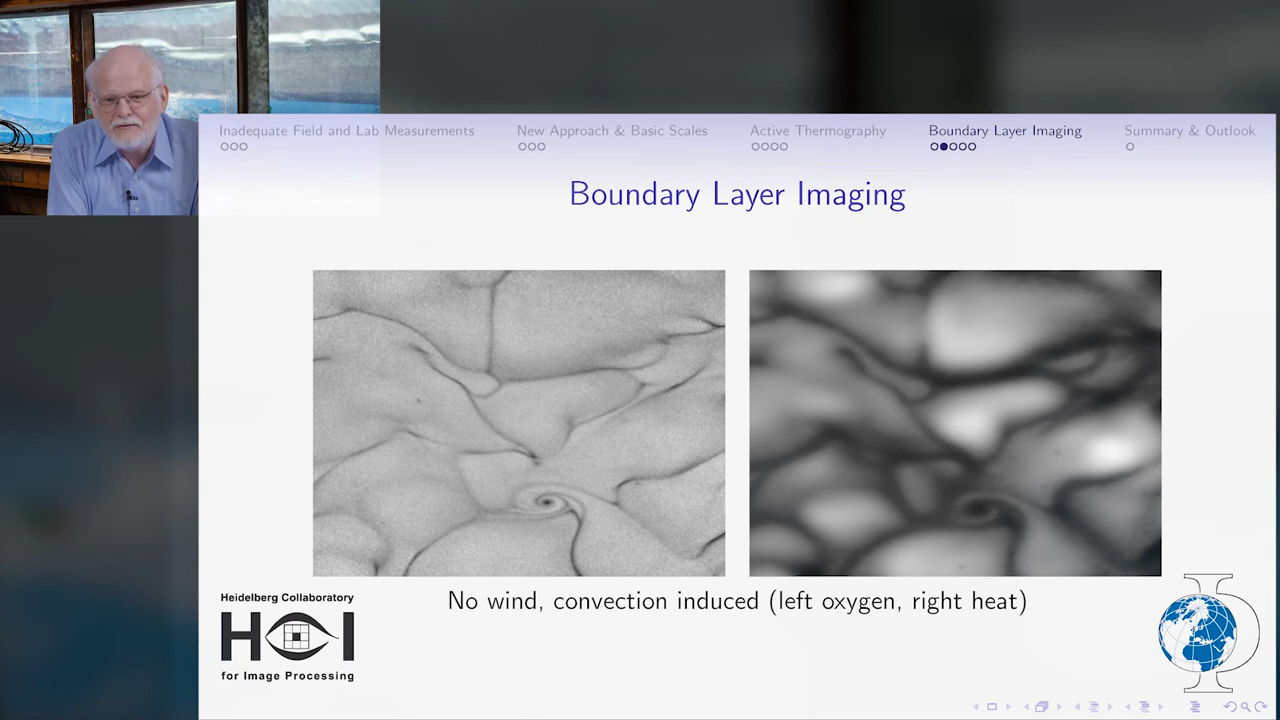 Inadequate Field and Lab Measurements
New Approach & Basic Scales
Active Thermography
Boundary Layer Imaging
Summary & Outlook
Boundary Layer Imaging
No wind, convection induced (left oxygen, right heat)
Heidelberg Collaboratory
HCI
for Image Processing